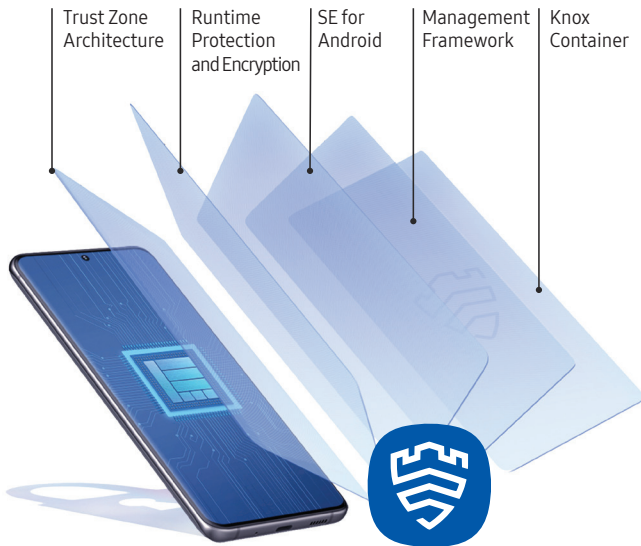 Trust Zone
Architecture
Runtime
Protection
and Encryption
SE for
Android
Management
Framework
Knox
Container